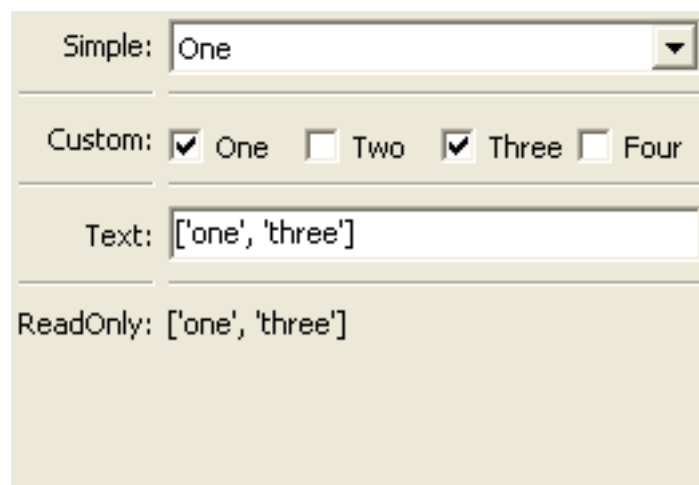 Simple: One
Custom: One Two Three Four
Text: ['one', 'three']
ReadOnly: ['one', 'three']